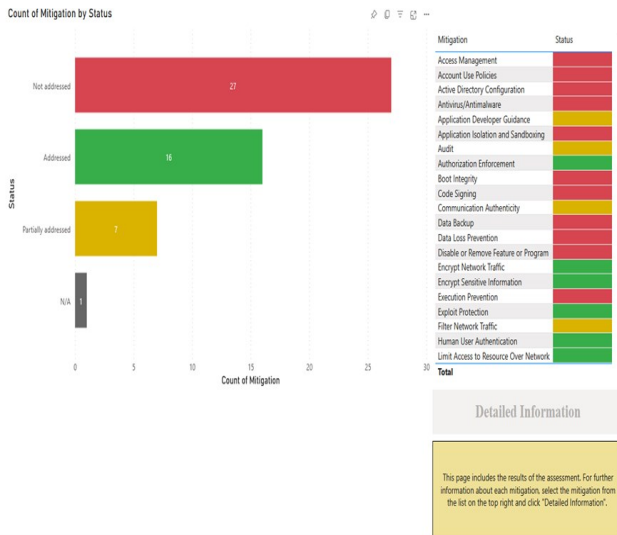 Count of Mitigation by Status
Not addressed
27
Addressed
16
Partially addressed
7
N/A
1
Status
0
5
10
15
20
25
30
Count of Mitigation
Mitigation Status
Access Management
Account Use Policies
Active Directory Configuration
Antivirus/Antimalware
Application Developer Guidance
Application Isolation and Sandboxing
Audit
Authorization Enforcement
Boot Integrity
Code Signing
Communication Authenticity
Data Backup
Data Loss Prevention
Disable or Remove Feature or Program
Encrypt Network Traffic
Encrypt Sensitive Information
Execution Prevention
Exploit Protection
Filter Network Traffic
Human User Authentication
Limit Access to Resource Over Network
Total
Detailed Information
This page includes the results of the assessment. For further
information about each mitigation, select the mitigation from
the list on the top right and click "Detailed Information".